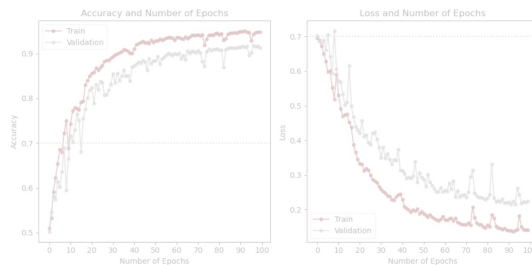 Accuracy and Number of Epochs
Train
Validation
0.9
0.8
0.7
0.6
0.5
Accuracy
0 10 20 30 40 50 60 70 80 90 100
Number of Epochs
Loss and Number of Epochs
0.7
0.6
0.5
0.4
0.3
0.2
Loss
Train
Validation
0 10 20 30 40 50 60 70 80 90 100
Number of Epochs